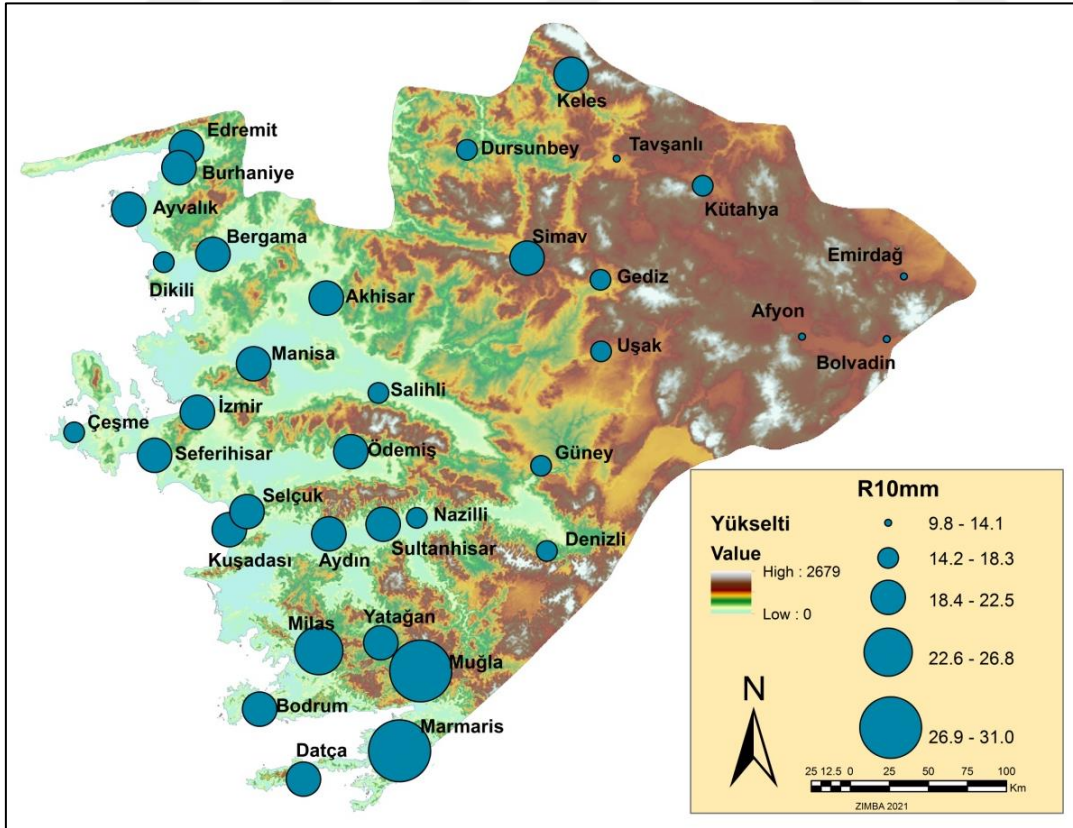 Keles
Edremit
Dursunbey
Tavşanlı
Burhaniye
Kütahya
Ayvalık
Bergama
Simav
Emirdağ
Dikili
Gediz
Akhisar
Afyon
Uşak
Bolvadin
Manisa
Salihli
İzmir
Çeşme
Seferihisar
Ödemiş
Güney
Selçuk
Nazilli
Kuşadası
Aydın
Sultanhisar
Denizli
Milas
Yatağan
Muğla
Bodrum
Marmaris
Datça
R10mm
Yükselti
Value
High : 2679
Low : 0
9.8 - 14.1
14.2 - 18.3
18.4 - 22.5
22.6 - 26.8
26.9 - 31.0
N
25 12.5 0 25 50 75 100
Km
ZIMBA 2021